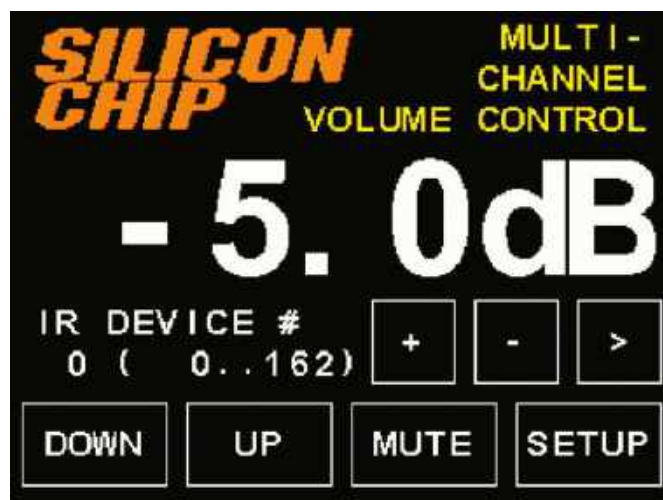 SILICON
CHIP
MULTI-
CHANNEL
VOLUME CONTROL
-5.0dB
IR DEVICE #
0 ( 0..162)
+ - >
DOWN UP MUTE SETUP